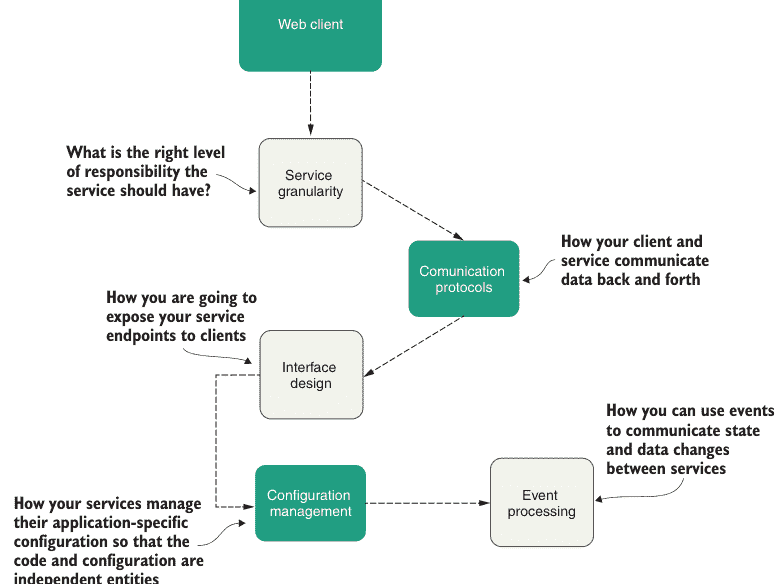 Web client
What is the right level
of responsibility the
service should have?
Service
granularity
How your client and
service communicate
data back and forth
Comunication
protocols
How you are going to
expose your service
endpoints to clients
Interface
design
How you can use events
to communicate state
and data changes
between services
Configuration
management
Event
processing
How your services manage
their application-specific
configuration so that the
code and configuration are
independent entities